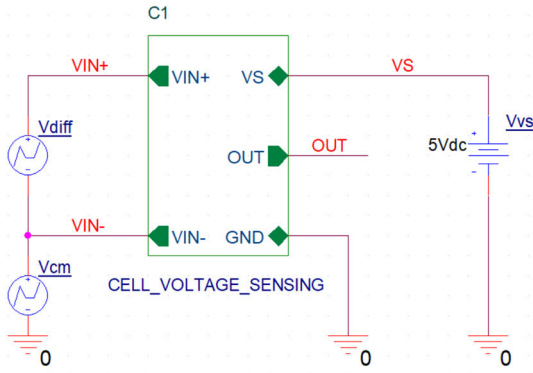 C1
VIN+
VIN+
VS
VS
Vdiff
Vvs
5Vdc
OUT
OUT
VIN-
VIN-
GND
Vcm
CELL_VOLTAGE_SENSING
0
0
0